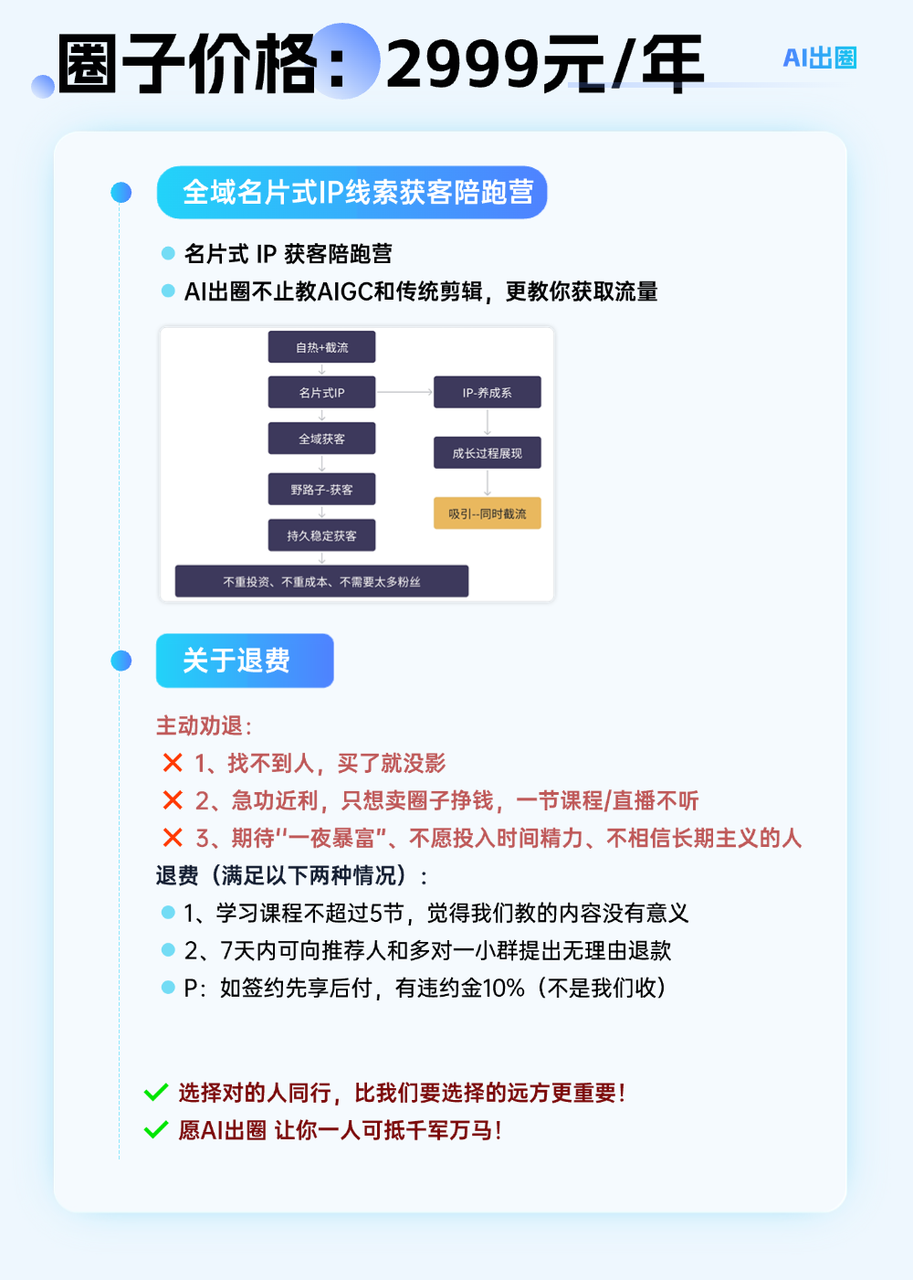 圈子价格：2999元/年
AI出圈
全域名片式IP线索获客陪跑营
名片式 IP 获客陪跑营
AI出圈不止教AIGC和传统剪辑，更教你获取流量
自热+截流
名片式IP
IP-养成系
全域获客
成长过程展现
野路子-获客
吸引--同时截流
持久稳定获客
不重投资、不重成本、不需要太多粉丝
关于退费
主动劝退：
1、找不到人，买了就没影
2、急功近利，只想卖圈子挣钱，一节课程/直播不听
3、期待“一夜暴富”、不愿投入时间精力、不相信长期主义的人
退费（满足以下两种情况）：
1、学习课程不超过5节，觉得我们教的内容没有意义
2、7天内可向推荐人和多对一小群提出无理由退款
P：如签约先享后付，有违约金10%（不是我们收）
选择对的人同行，比我们要选择的远方更重要！
愿AI出圈 让你一人可抵千军万马！